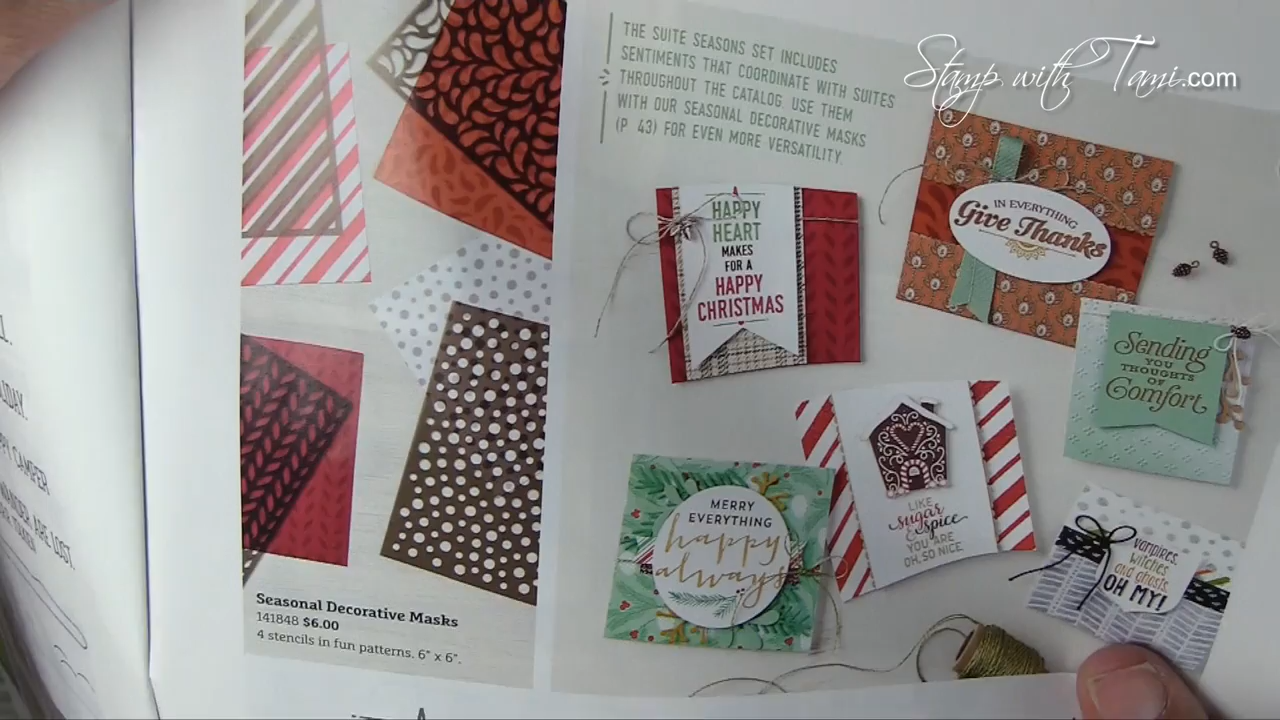 Stamp with Tami.com
THE SUITE SEASONS SET INCLUDES
SENTIMENTS THAT COORDINATE WITH SUITES
THROUGHOUT THE CATALOG. USE THEM
WITH OUR SEASONAL DECORATIVE MASKS
(P 43) FOR EVEN MORE VERSATILITY.
HAPPY
HEART
MAKES
FOR A
HAPPY
CHRISTMAS
IN EVERYTHING
Give Thanks
Sending
YOU
THOUGHTS
OF
Comfort
MERRY
EVERYTHING
happy
always
LIKE
sugar
& spice
YOU ARE
OH, SO NICE.
vampires,
witches
and ghosts,
OH MY!
Seasonal Decorative Masks
141848 $6.00
4 stencils in fun patterns. 6" x 6".
CAMPER
LOST.